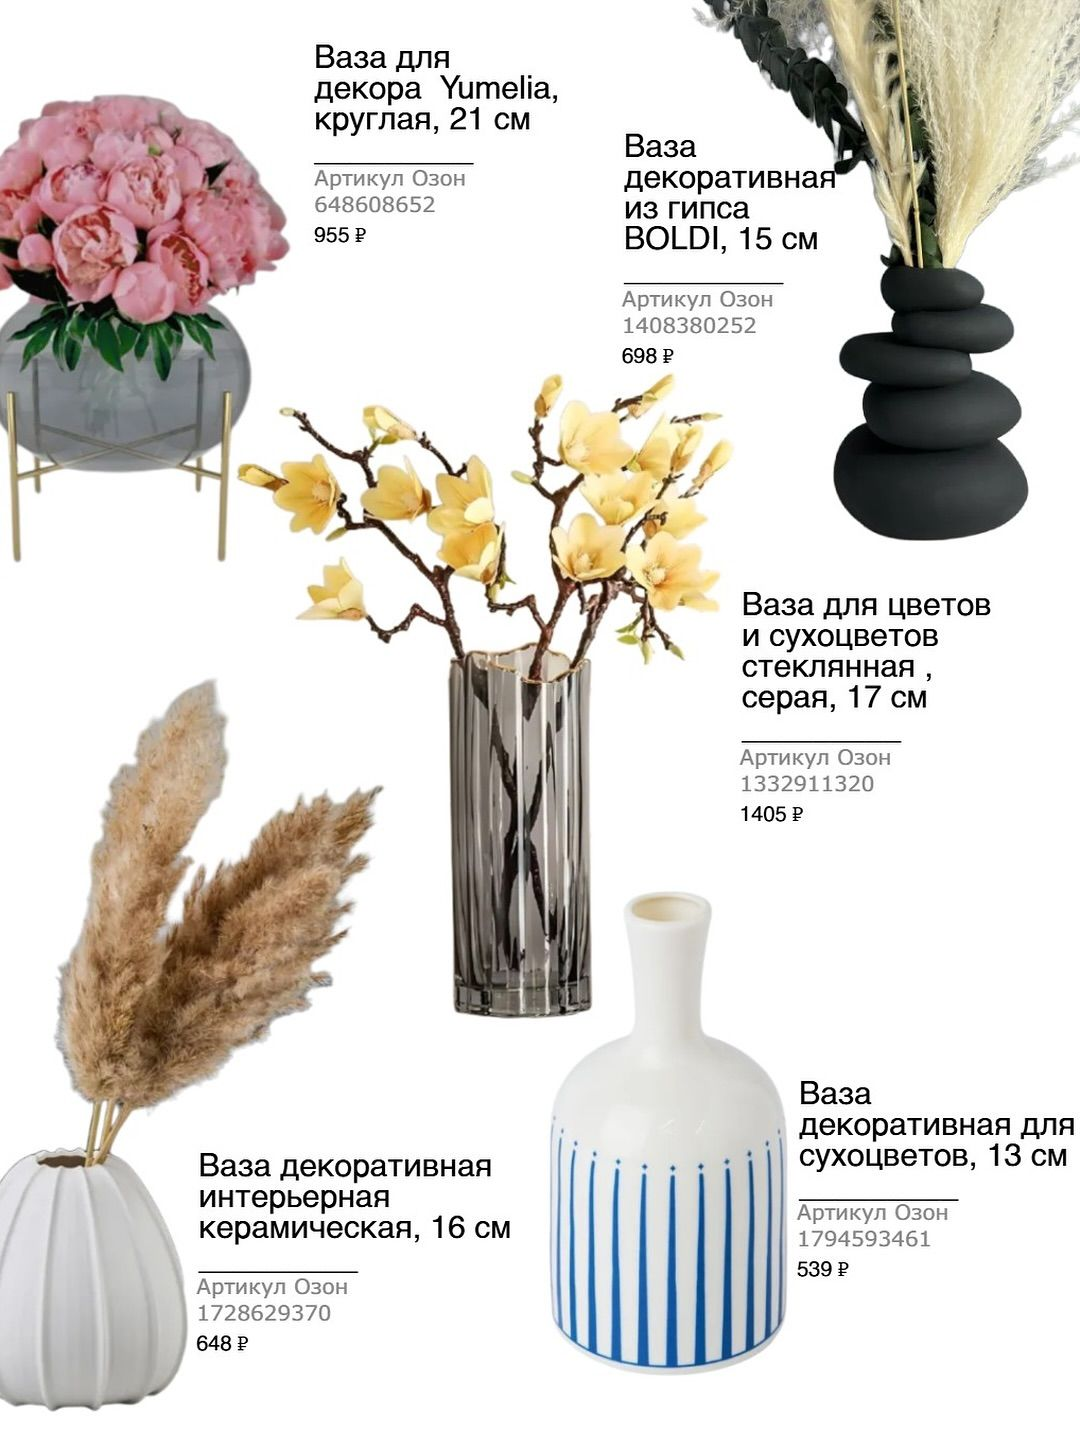 Ваза для
декора Yumelia,
круглая, 21 см
Артикул Озон
648608652
955 ₽
Ваза
декоративная
из гипса
BOLDI, 15 см
Артикул Озон
1408380252
698 ₽
Ваза для цветов
и сухоцветов
стеклянная ,
серая, 17 см
Артикул Озон
1332911320
1405 ₽
Ваза декоративная
интерьерная
керамическая, 16 см
Артикул Озон
1728629370
648 ₽
Ваза
декоративная для
сухоцветов, 13 см
Артикул Озон
1794593461
539 ₽